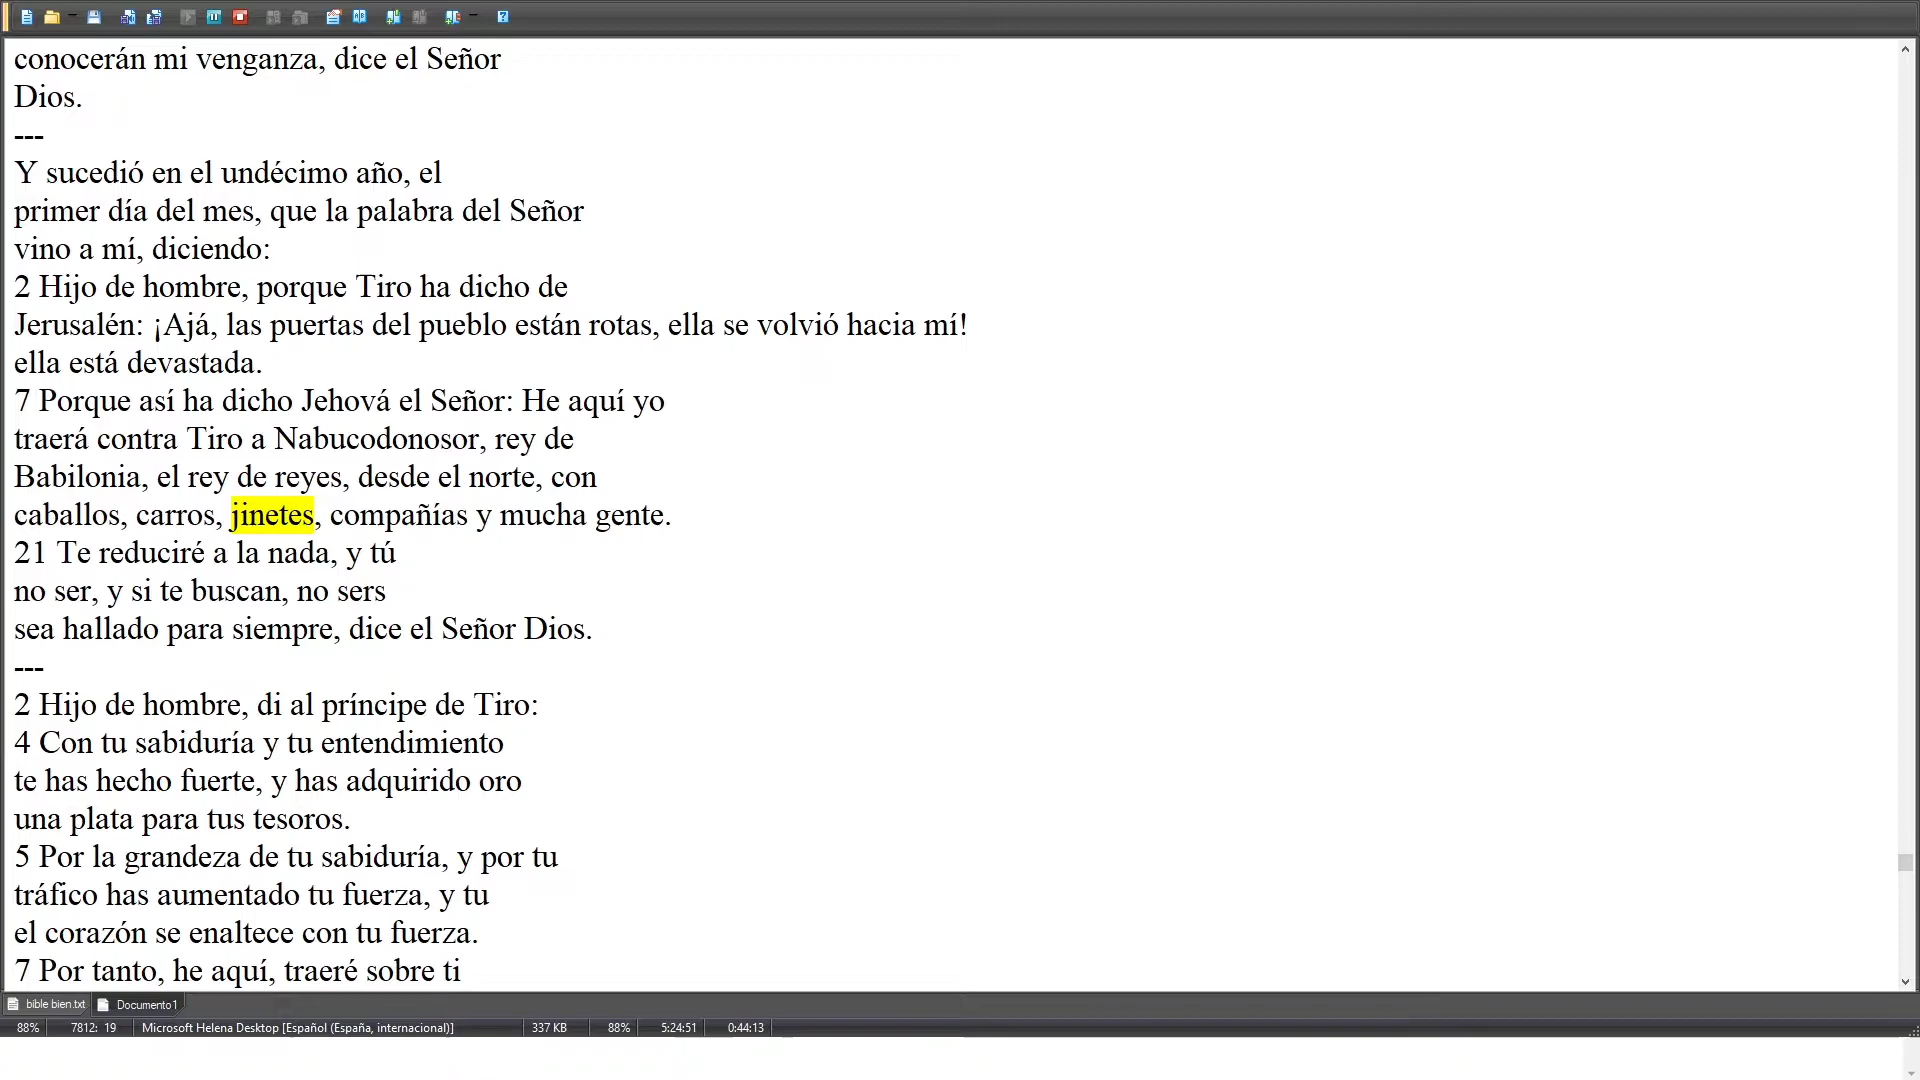 conocerán mi venganza, dice el Señor
Dios.
---
Y sucedió en el undécimo año, el
primer día del mes, que la palabra del Señor
vino a mí, diciendo:
2 Hijo de hombre, porque Tiro ha dicho de
Jerusalén: ¡Ajá, las puertas del pueblo están rotas, ella se volvió hacia mí!
ella está devastada.
7 Porque así ha dicho Jehová el Señor: He aquí yo
traerá contra Tiro a Nabucodonosor, rey de
Babilonia, el rey de reyes, desde el norte, con
caballos, carros, jinetes, compañías y mucha gente.
21 Te reduciré a la nada, y tú
no ser, y si te buscan, no sers
sea hallado para siempre, dice el Señor Dios.
---
2 Hijo de hombre, di al príncipe de Tiro:
4 Con tu sabiduría y tu entendimiento
te has hecho fuerte, y has adquirido oro
una plata para tus tesoros.
5 Por la grandeza de tu sabiduría, y por tu
tráfico has aumentado tu fuerza, y tu
el corazón se enaltece con tu fuerza.
7 Por tanto, he aquí, traeré sobre ti
bible bien.txt Documento1
88% 7812: 19 Microsoft Helena Desktop [Español (España, internacional)] 337 KB 88% 5:24:51 0:44:13